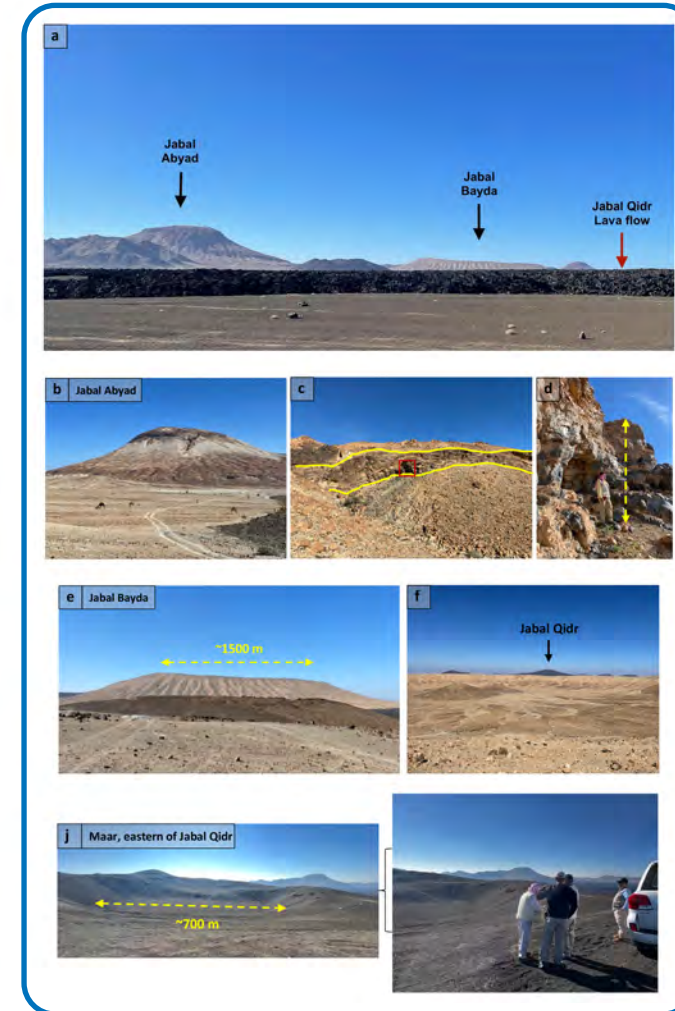 a
Jabal
Abyad
Jabal
Bayda
Jabal Qidr
Lava flow
b Jabal Abyad
c
d
e Jabal Bayda
~1500 m
f
Jabal Qidr
j Maar, eastern of Jabal Qidr
~700 m